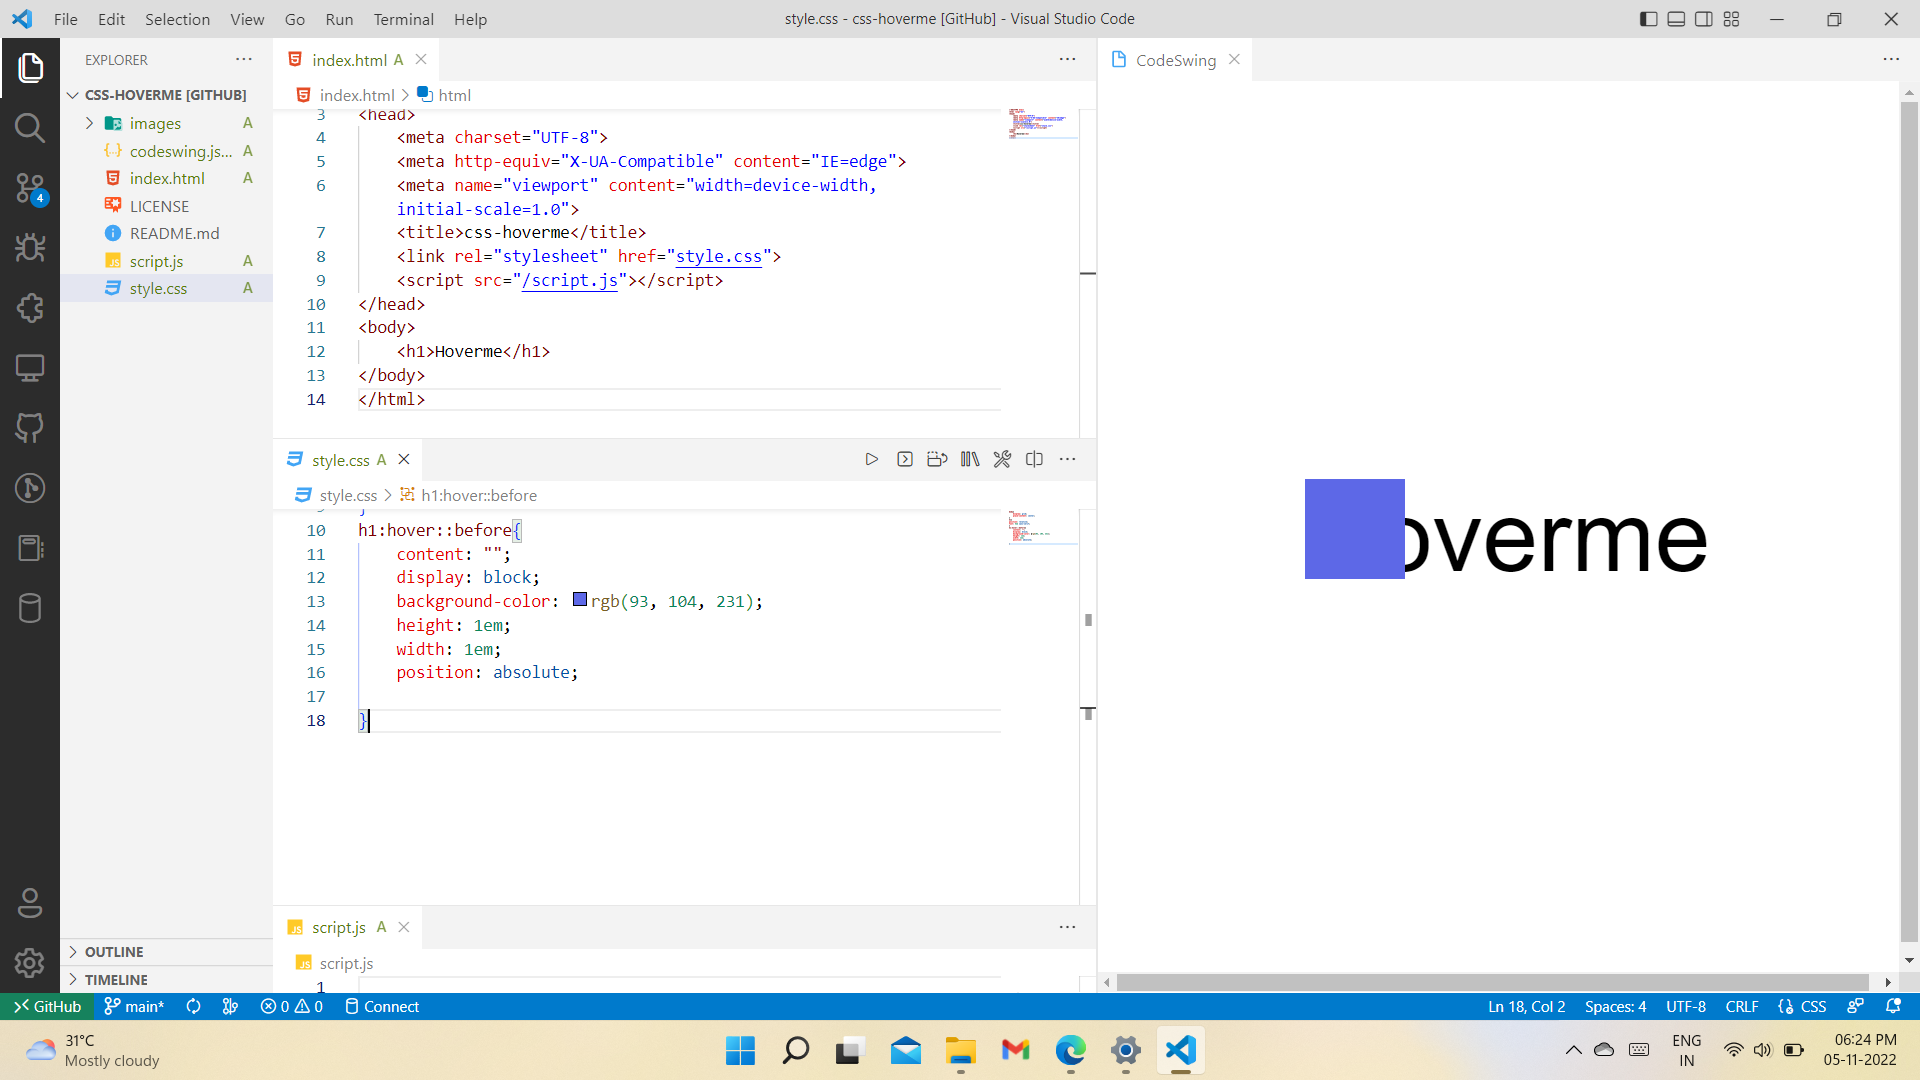 File Edit Selection View Go Run Terminal Help
style.css - css-hoverme [GitHub] - Visual Studio Code
EXPLORER
CSS-HOVERME [GITHUB]
images A
codeswing.js... A
index.html A
LICENSE
README.md
script.js A
style.css A
4
OUTLINE
TIMELINE
index.html A
index.html > html
3 <head>
4 <meta charset="UTF-8">
5 <meta http-equiv="X-UA-Compatible" content="IE=edge">
6 <meta name="viewport" content="width=device-width,
initial-scale=1.0">
7 <title>css-hoverme</title>
8 <link rel="stylesheet" href="style.css">
9 <script src="/script.js"></script>
10 </head>
11 <body>
12 <h1>Hoverme</h1>
13 </body>
14 </html>
style.css A
style.css > h1:hover::before
10 h1:hover::before{
11 content: "";
12 display: block;
13 background-color: rgb(93, 104, 231);
14 height: 1em;
15 width: 1em;
16 position: absolute;
17
18 }
script.js A
script.js
1
CodeSwing
overme
GitHub main* 0 0 Connect
Ln 18, Col 2 Spaces: 4 UTF-8 CRLF CSS
31°C
Mostly cloudy
ENG
IN
06:24 PM
05-11-2022